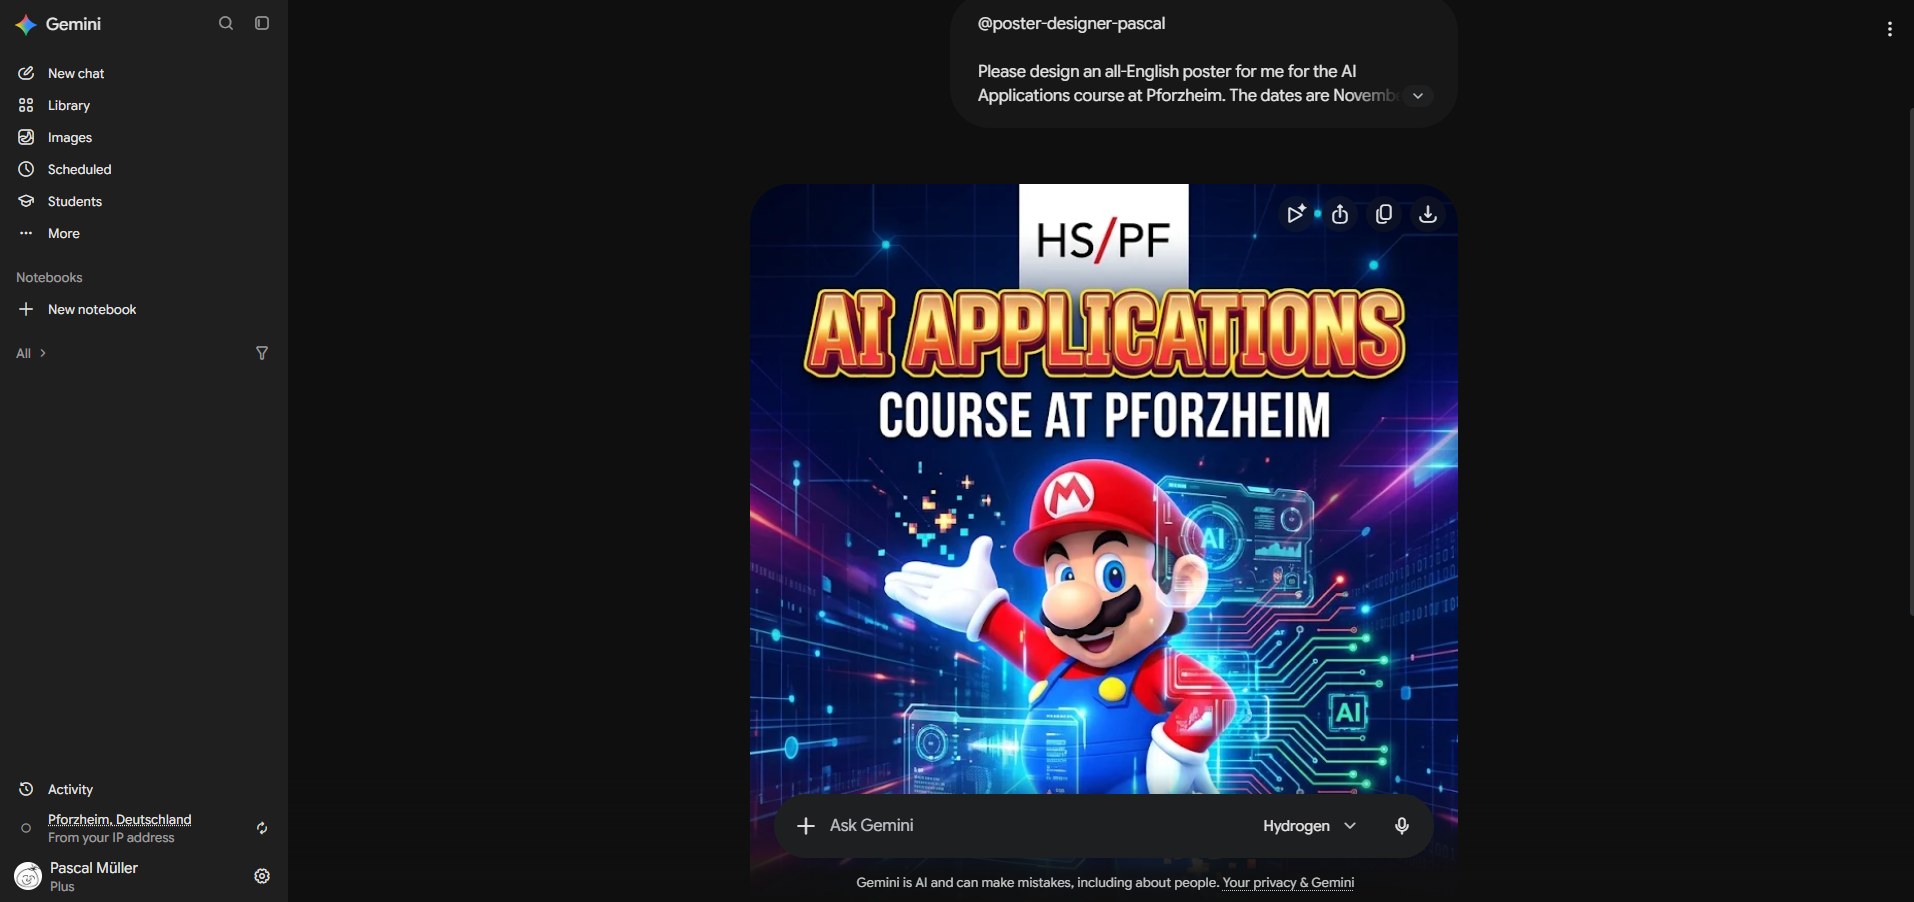 Gemini
New chat
Library
Images
Scheduled
Students
More
Notebooks
New notebook
All
Activity
Pforzheim, Deutschland
From your IP address
Pascal Müller
Plus
@poster-designer-pascal
Please design an all-English poster for me for the AI
Applications course at Pforzheim. The dates are Novemb
HS/PF
AI APPLICATIONS
COURSE AT PFORZHEIM
M
AI
AI
Ask Gemini
Hydrogen
Gemini is AI and can make mistakes, including about people. Your privacy & Gemini